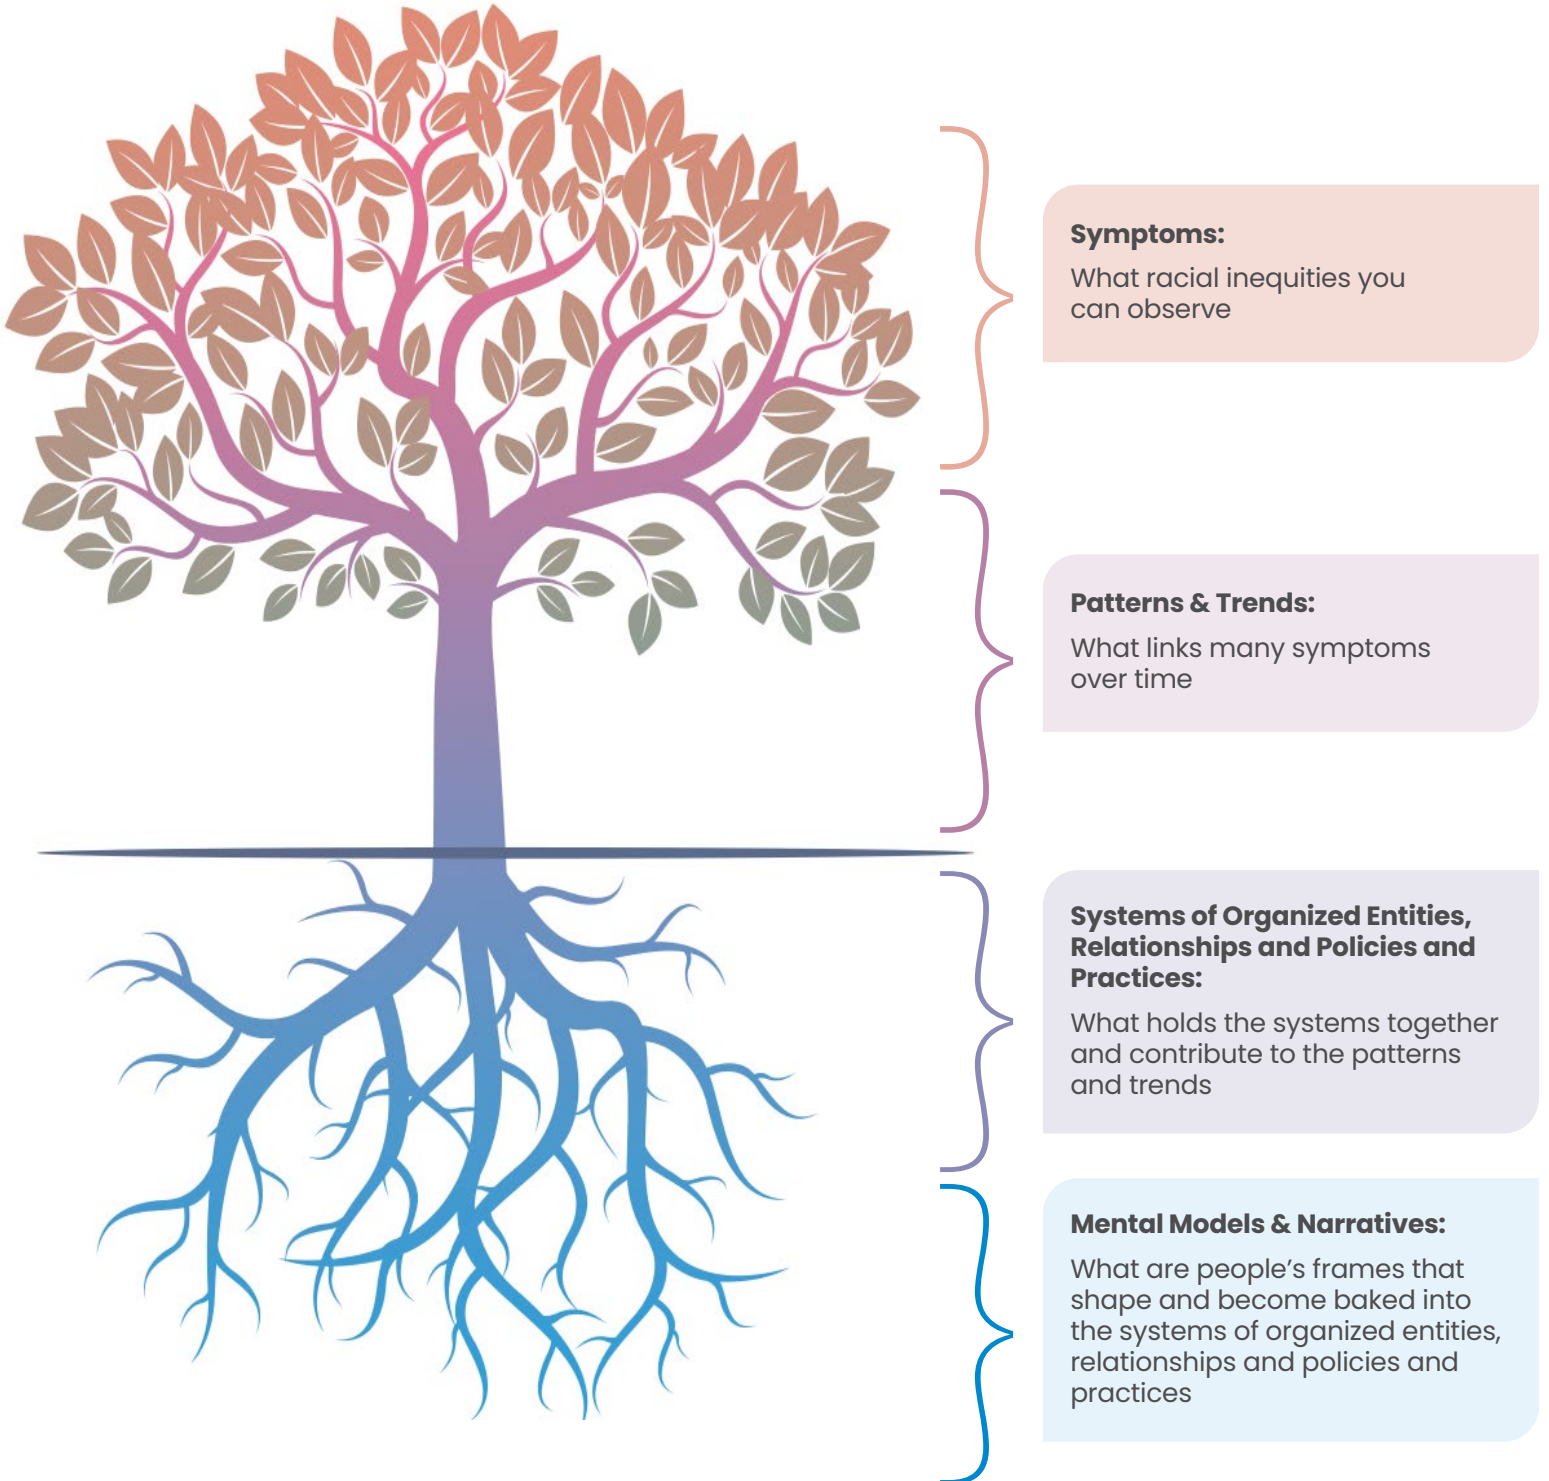 Symptoms:
What racial inequities you
can observe
Patterns & Trends:
What links many symptoms
over time
Systems of Organized Entities,
Relationships and Policies and
Practices:
What holds the systems together
and contribute to the patterns
and trends
Mental Models & Narratives:
What are people’s frames that
shape and become baked into
the systems of organized entities,
relationships and policies and
practices